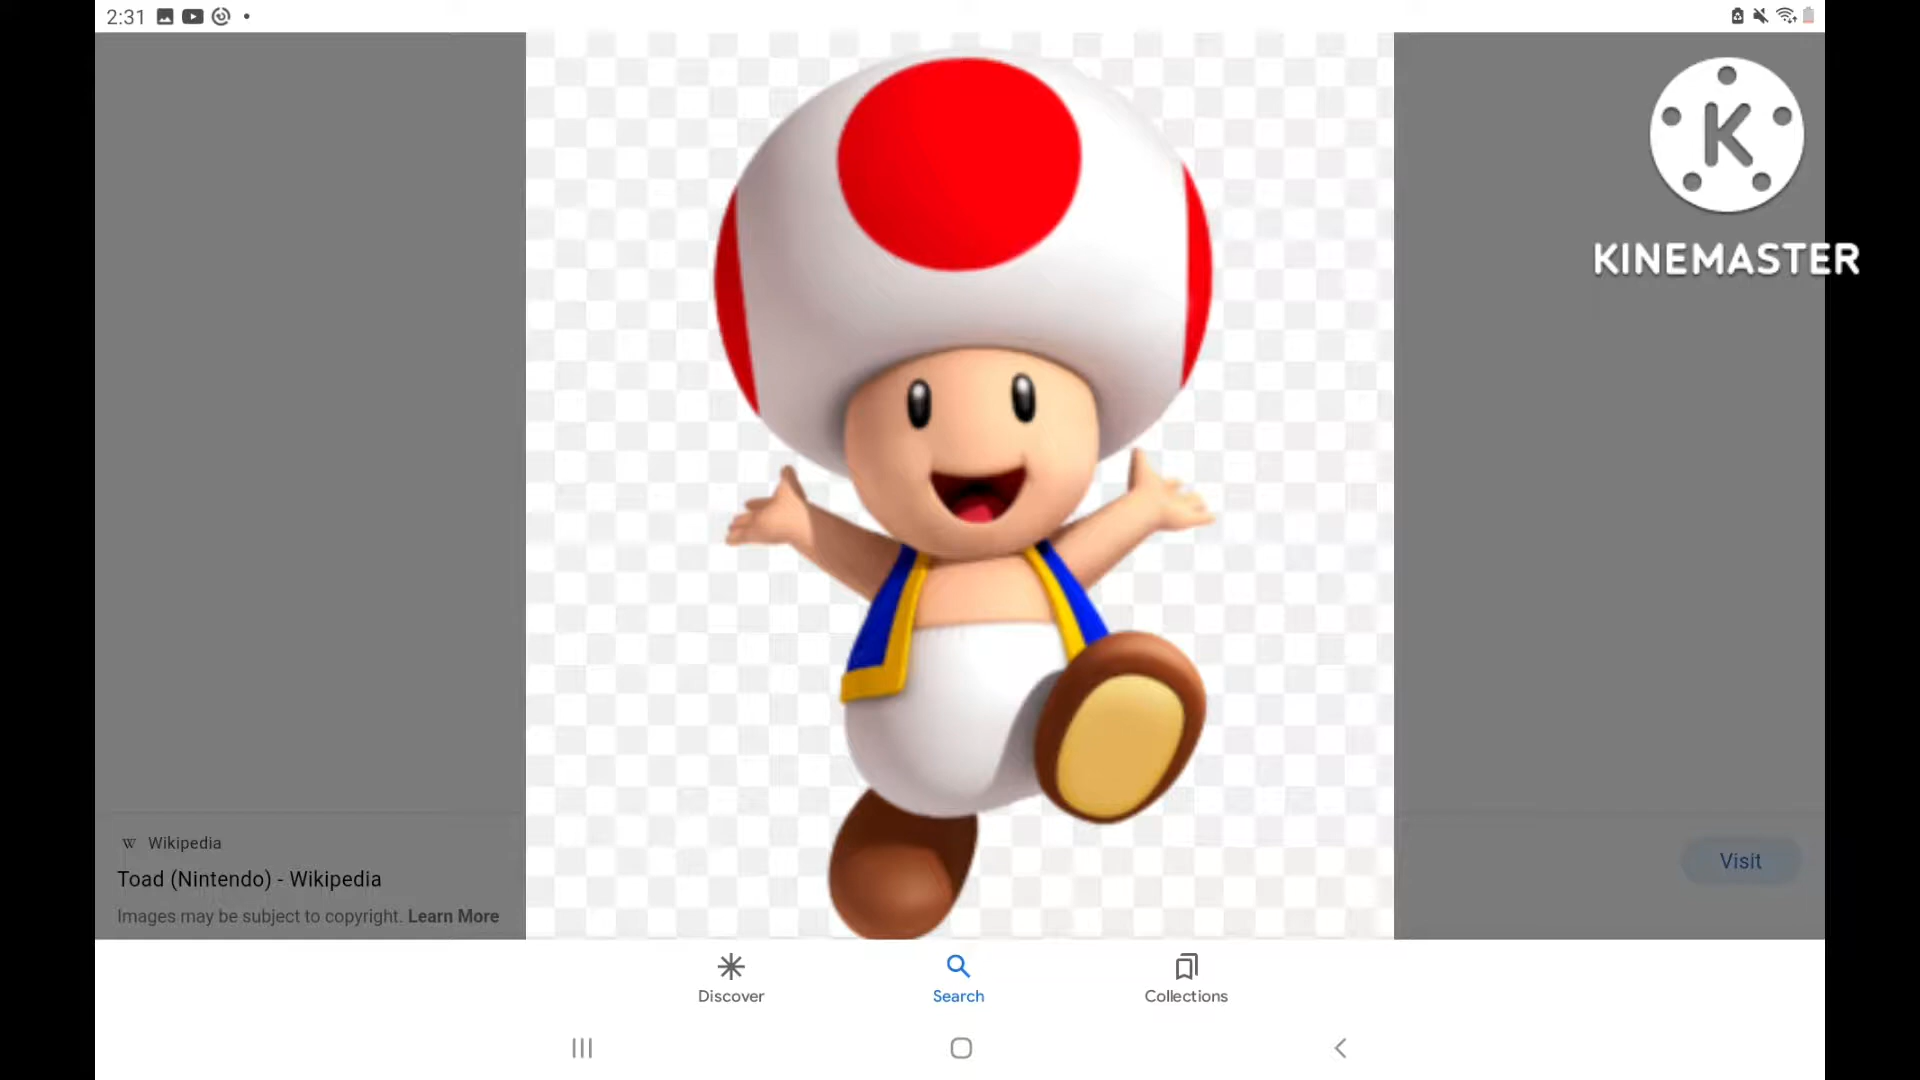 2:31
K
KINEMASTER
W Wikipedia
Toad (Nintendo) - Wikipedia
Visit
Images may be subject to copyright. Learn More
Discover
Search
Collections